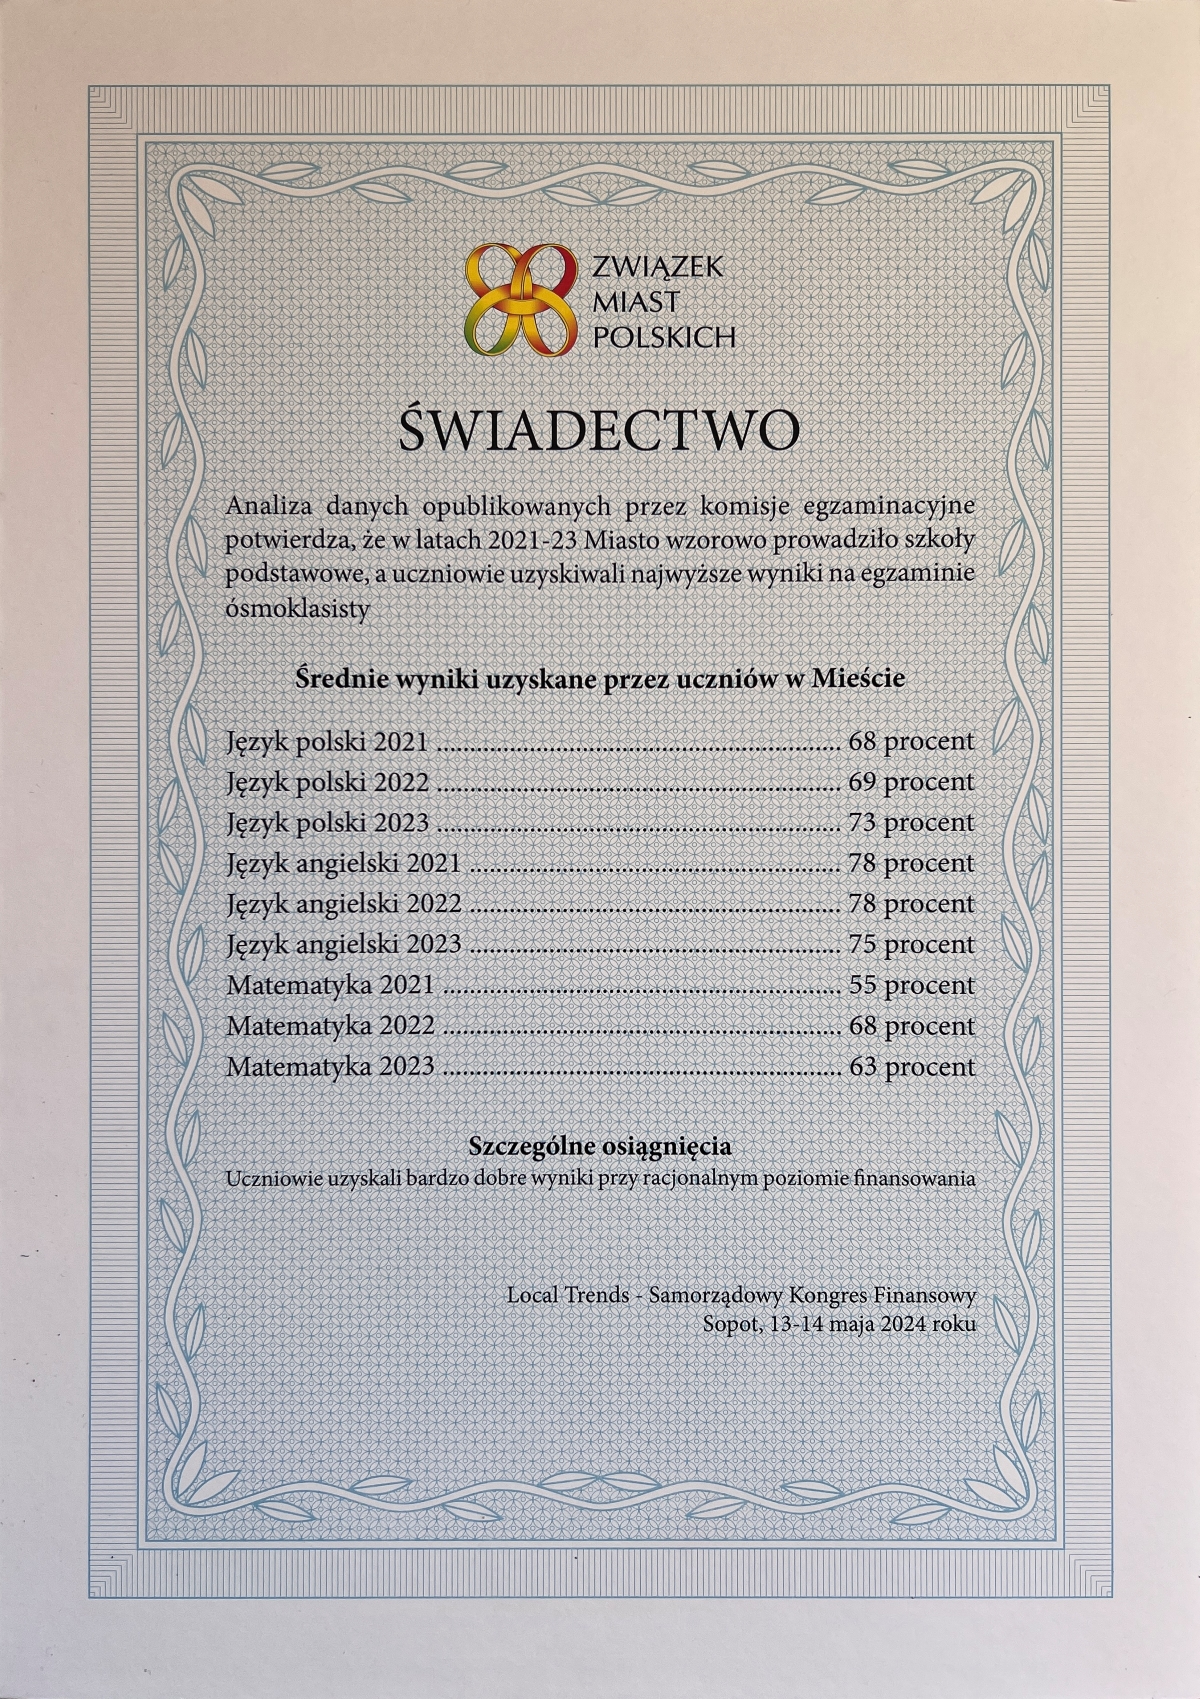 ZWIĄZEK
MIAST
POLSKICH
ŚWIADECTWO
Analiza danych opublikowanych przez komisje egzaminacyjne
potwierdza, że w latach 2021-23 Miasto wzorowo prowadziło szkoły
podstawowe, a uczniowie uzyskiwali najwyższe wyniki na egzaminie
ósmoklasisty
Średnie wyniki uzyskane przez uczniów w Mieście
Język polski 2021 ........................................................................ 68 procent
Język polski 2022 ........................................................................ 69 procent
Język polski 2023 ........................................................................ 73 procent
Język angielski 2021 .................................................................. 78 procent
Język angielski 2022 .................................................................. 78 procent
Język angielski 2023 .................................................................. 75 procent
Matematyka 2021 ....................................................................... 55 procent
Matematyka 2022 ....................................................................... 68 procent
Matematyka 2023 ....................................................................... 63 procent
Szczególne osiągnięcia
Uczniowie uzyskali bardzo dobre wyniki przy racjonalnym poziomie finansowania
Local Trends - Samorządowy Kongres Finansowy
Sopot, 13-14 maja 2024 roku